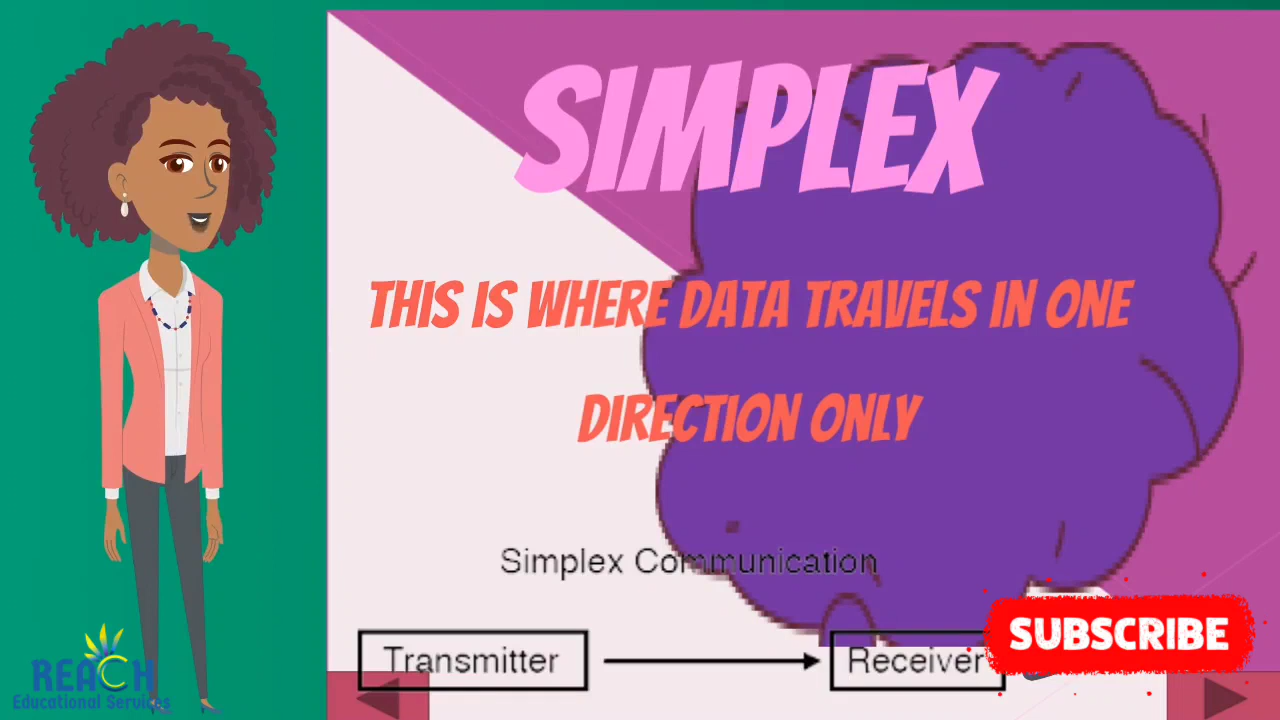 SIMPLEX
THIS IS WHERE DATA TRAVELS IN ONE
DIRECTION ONLY
Simplex Communication
Transmitter
Receiver
SUBSCRIBE
REACH
Educational Services